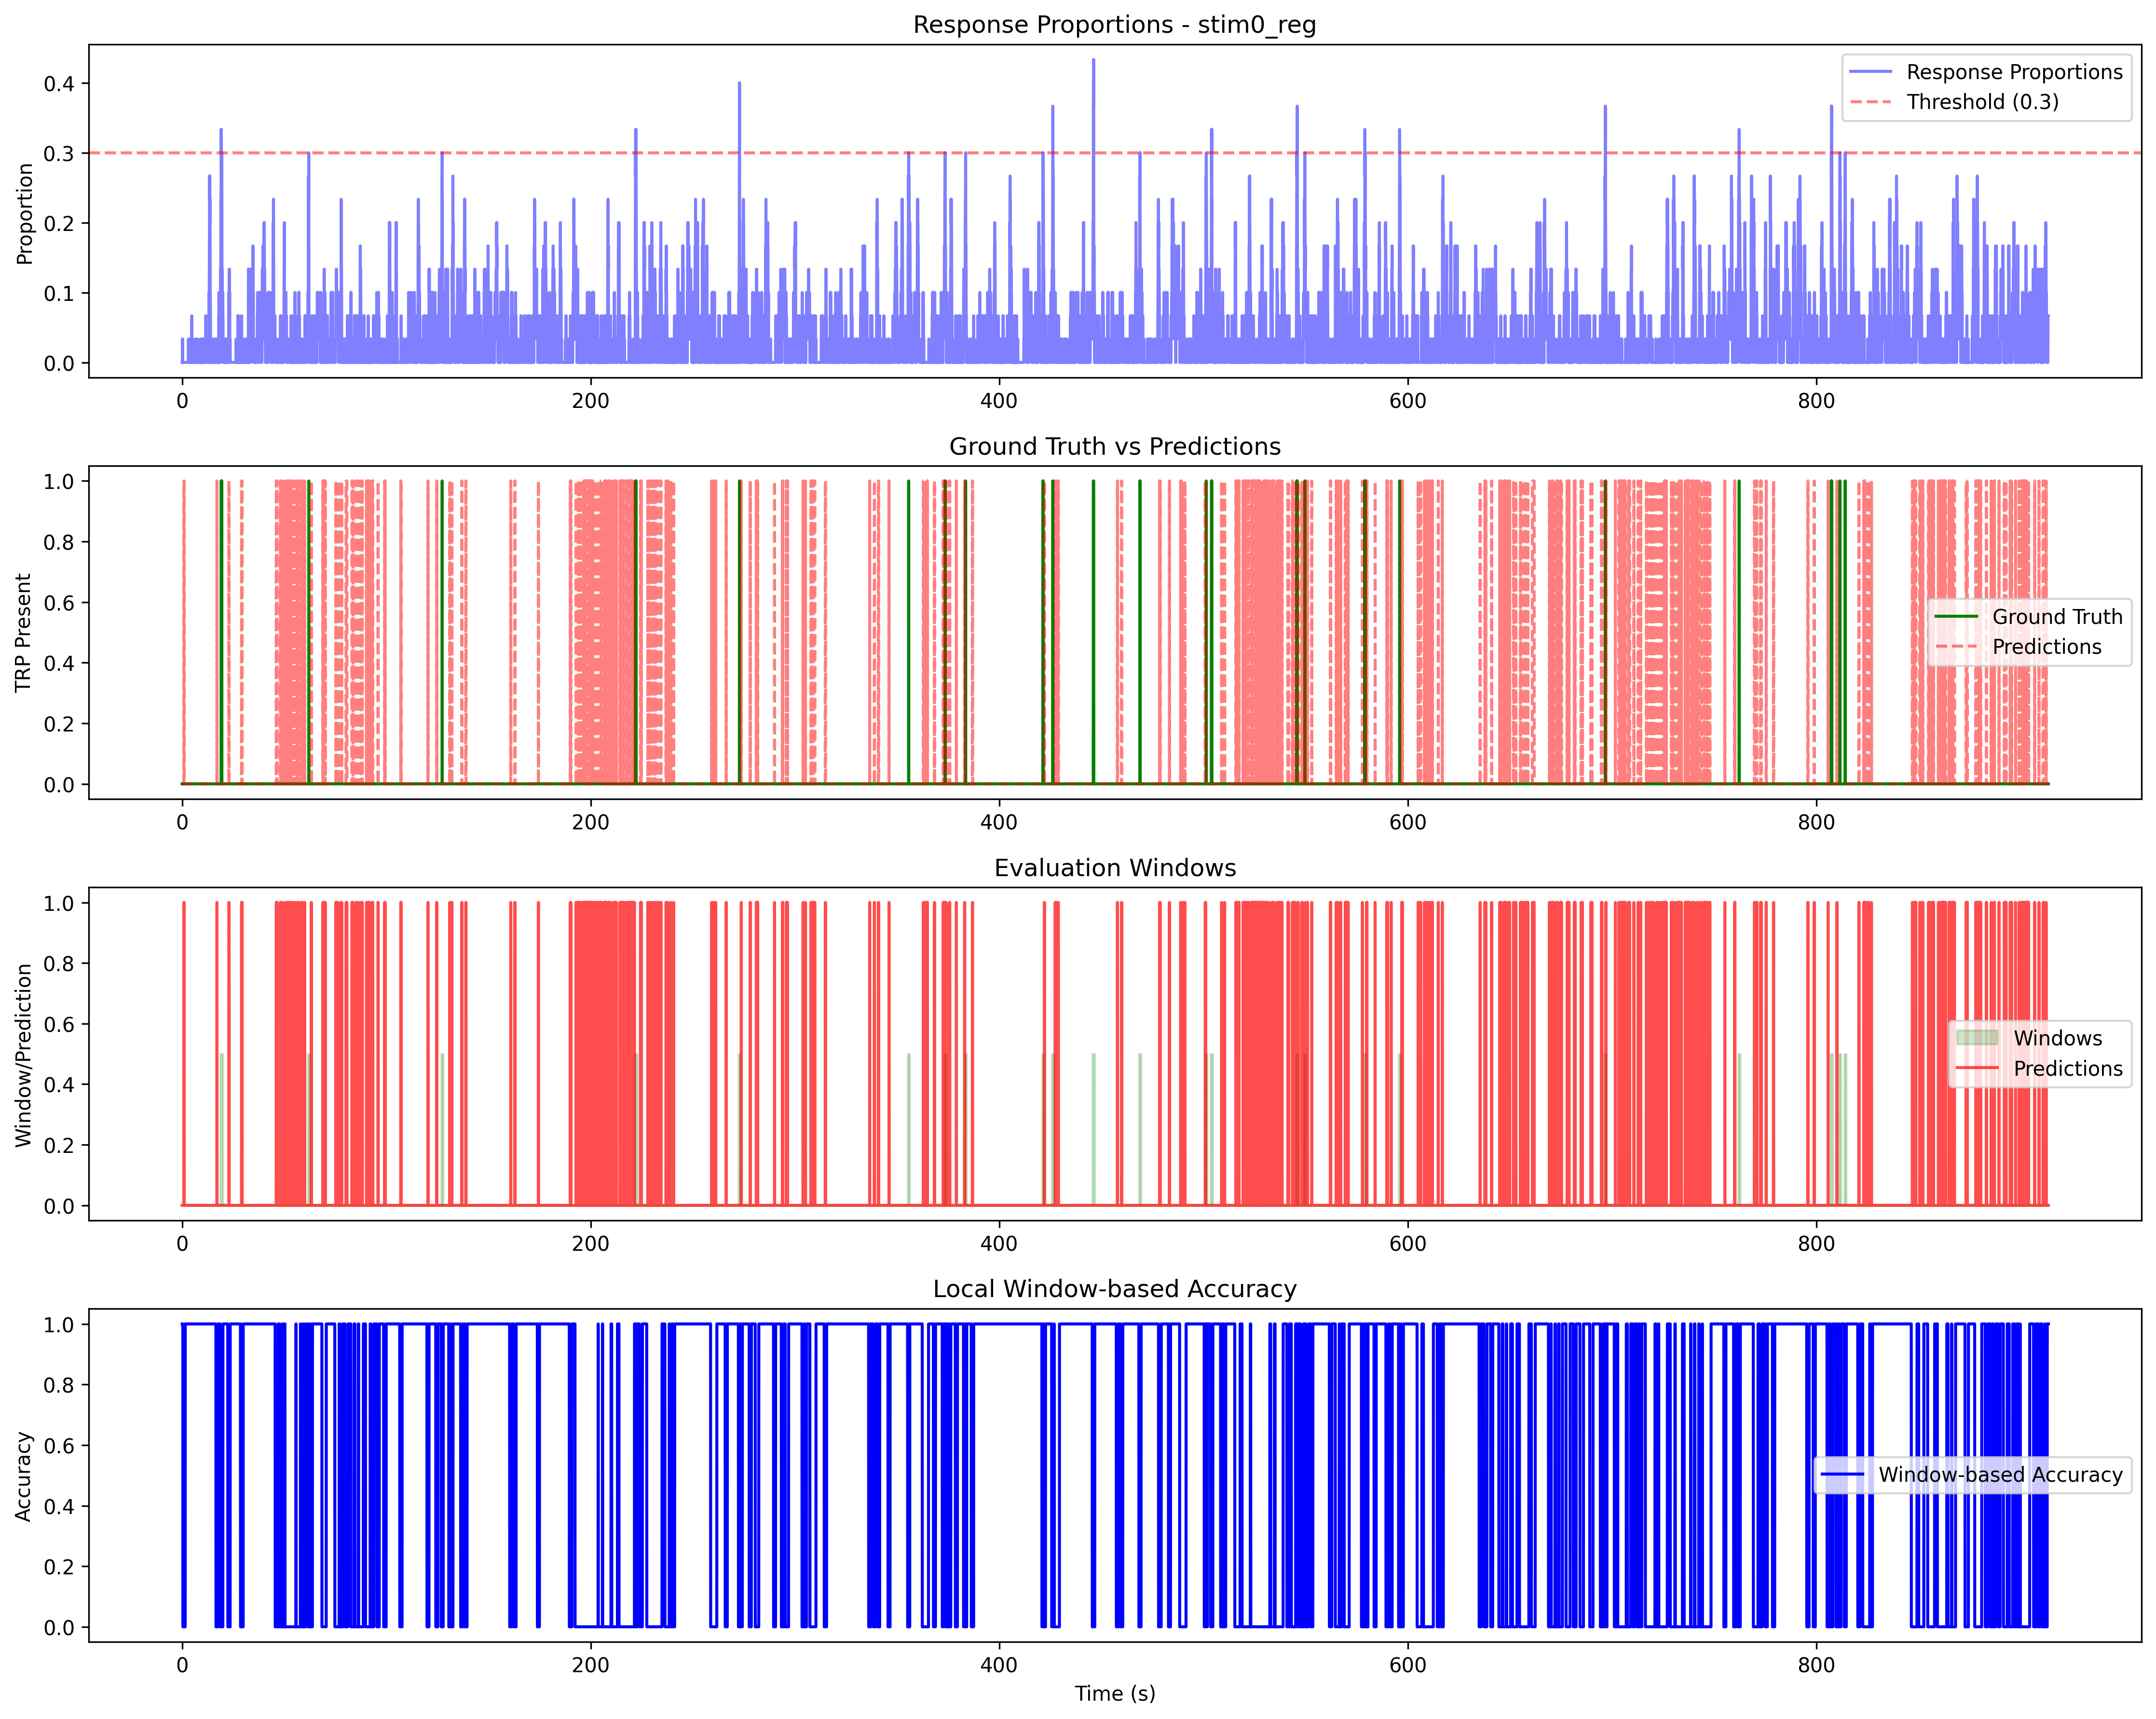 Response Proportions - stim0_reg
Proportion
0.4
0.3
0.2
0.1
0.0
Response Proportions
Threshold (0.3)
0 200 400 600 800
Ground Truth vs Predictions
TRP Present
1.0
0.8
0.6
0.4
0.2
0.0
Ground Truth
Predictions
0 200 400 600 800
Evaluation Windows
Window/Prediction
1.0
0.8
0.6
0.4
0.2
0.0
Windows
Predictions
0 200 400 600 800
Local Window-based Accuracy
Accuracy
1.0
0.8
0.6
0.4
0.2
0.0
Window-based Accuracy
0 200 400 600 800
Time (s)